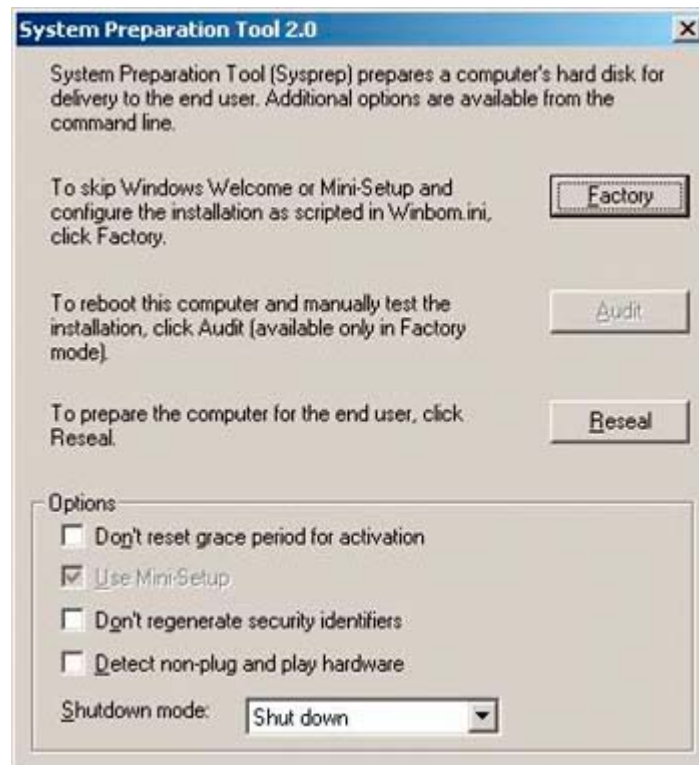 System Preparation Tool 2.0
System Preparation Tool (Sysprep) prepares a computer's hard disk for
delivery to the end user. Additional options are available from the
command line.
To skip Windows Welcome or Mini-Setup and
configure the installation as scripted in Winbom.ini,
click Factory.
Factory
To reboot this computer and manually test the
installation, click Audit (available only in Factory
mode).
Audit
To prepare the computer for the end user, click
Reseal.
Reseal
Options
Don't reset grace period for activation
Use Mini-Setup
Don't regenerate security identifiers
Detect non-plug and play hardware
Shutdown mode: Shut down